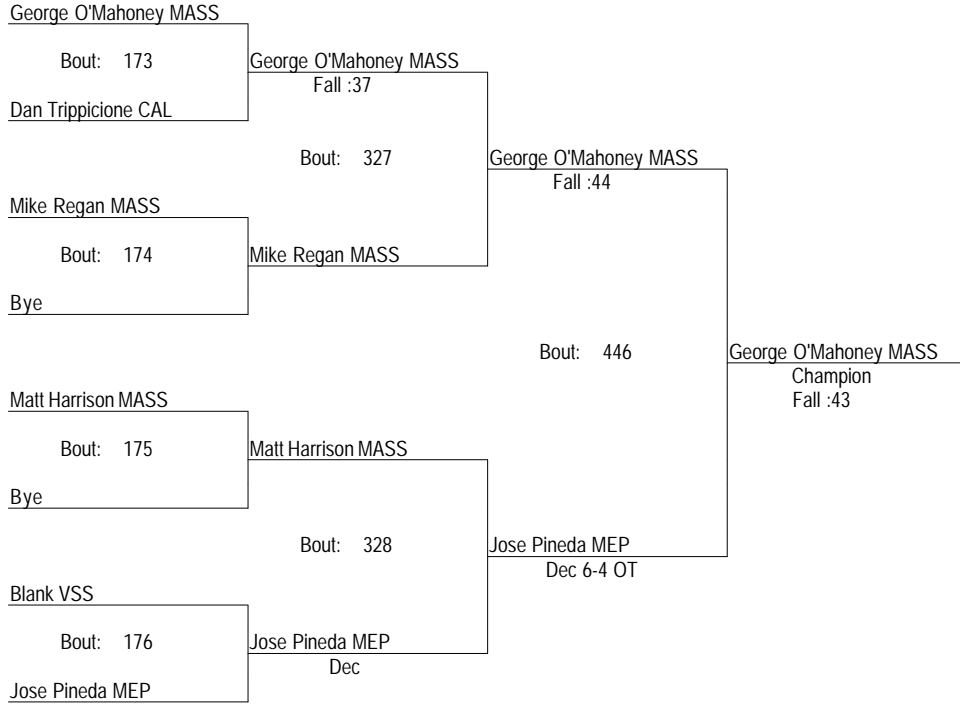 George O'Mahoney MASS
Bout: 173
George O'Mahoney MASS
Fall :37
Dan Trippicione CAL
Bout: 327
George O'Mahoney MASS
Fall :44
Mike Regan MASS
Bout: 174
Mike Regan MASS
Bye
Bout: 446
George O'Mahoney MASS
Champion
Fall :43
Matt Harrison MASS
Bout: 175
Matt Harrison MASS
Bye
Bout: 328
Jose Pineda MEP
Dec 6-4 OT
Blank VSS
Bout: 176
Jose Pineda MEP
Dec
Jose Pineda MEP